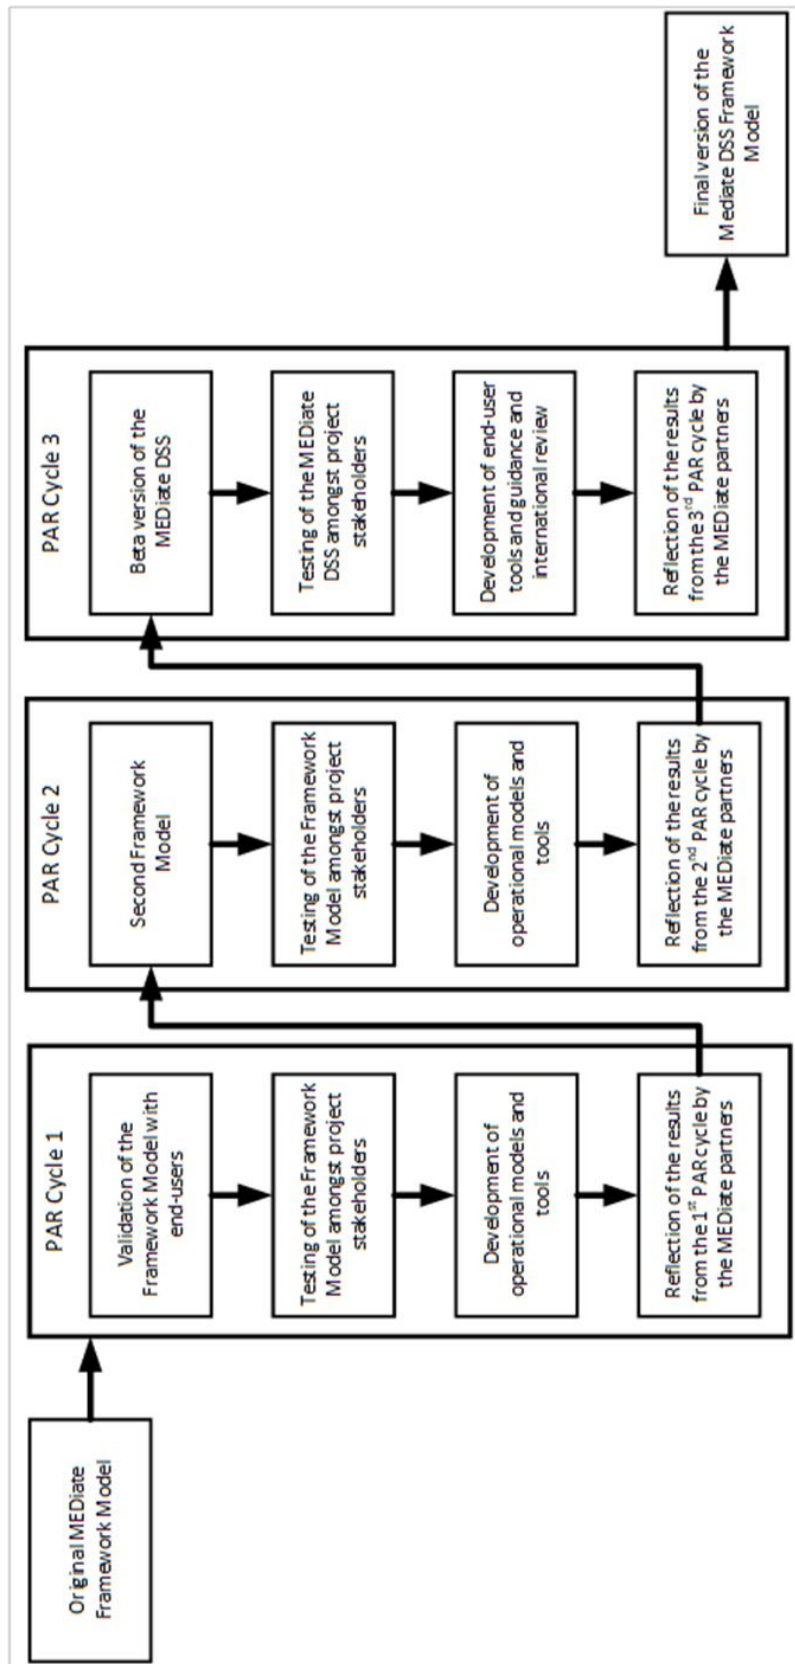 Original MEDiate
Framework Model
PAR Cycle 1
Validation of the
Framework Model with
end-users
Testing of the Framework
Model amongst project
stakeholders
Development of
operational models and
tools
Reflection of the results
from the 1st PAR cycle by
the MEDiate partners
PAR Cycle 2
Second Framework
Model
Testing of the Framework
Model amongst project
stakeholders
Development of
operational models and
tools
Reflection of the results
from the 2nd PAR cycle by
the MEDiate partners
PAR Cycle 3
Beta version of the
MEDiate DSS
Testing of the MEDiate
DSS amongst project
stakeholders
Development of end-user
tools and guidance and
international review
Reflection of the results
from the 3rd PAR cycle by
the MEDiate partners
Final version of the
Mediate DSS Framework
Model